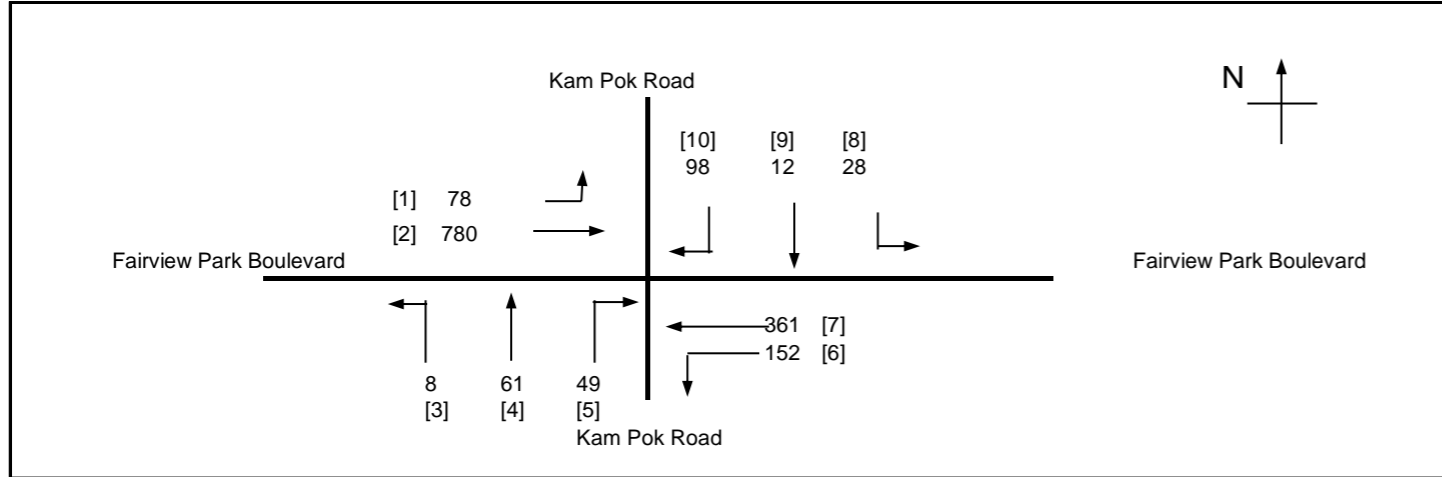 Kam Pok Road
N
[10] [9] [8]
98 12 28
[1] 78
[2] 780
Fairview Park Boulevard
Fairview Park Boulevard
361 [7]
152 [6]
8 61 49
[3] [4] [5]
Kam Pok Road